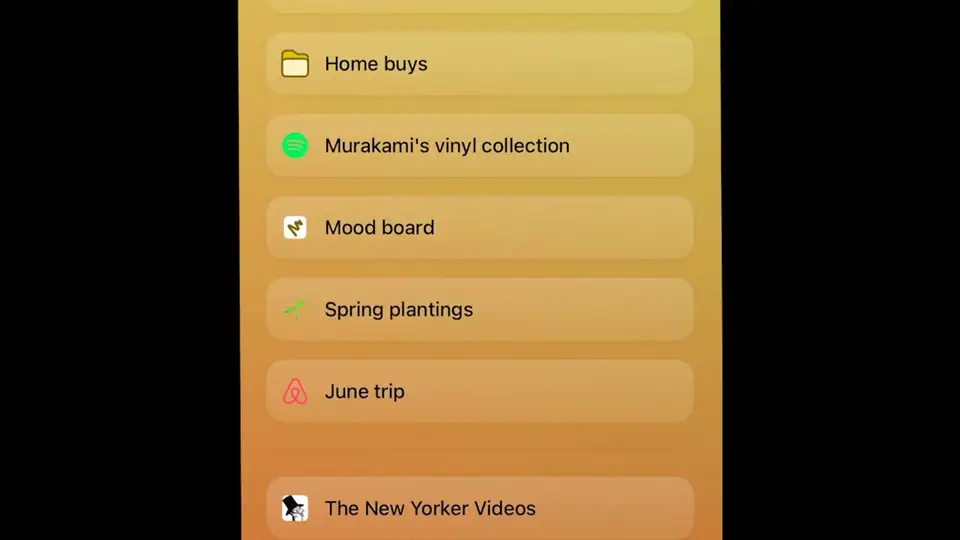 Home buys
Murakami's vinyl collection
Mood board
Spring plantings
June trip
The New Yorker Videos